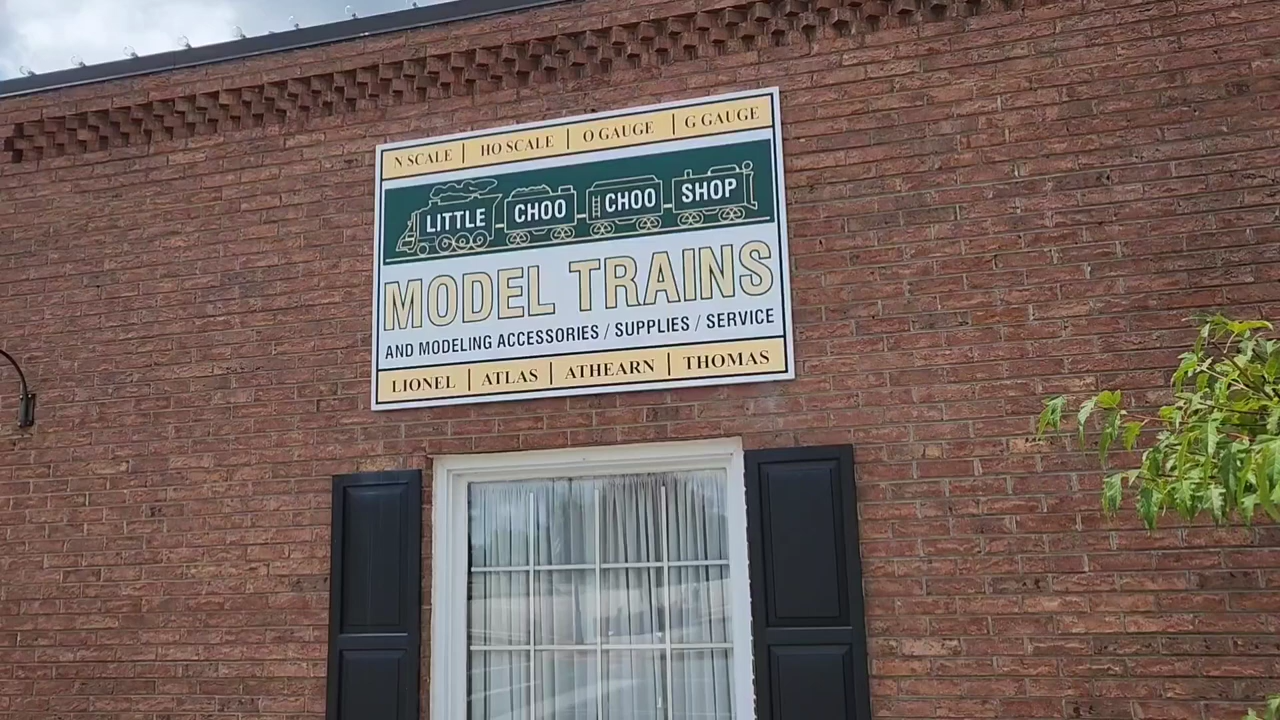 N SCALE | HO SCALE | O GAUGE | G GAUGE
LITTLE CHOO CHOO SHOP
MODEL TRAINS
AND MODELING ACCESSORIES / SUPPLIES / SERVICE
LIONEL | ATLAS | ATHEARN | THOMAS